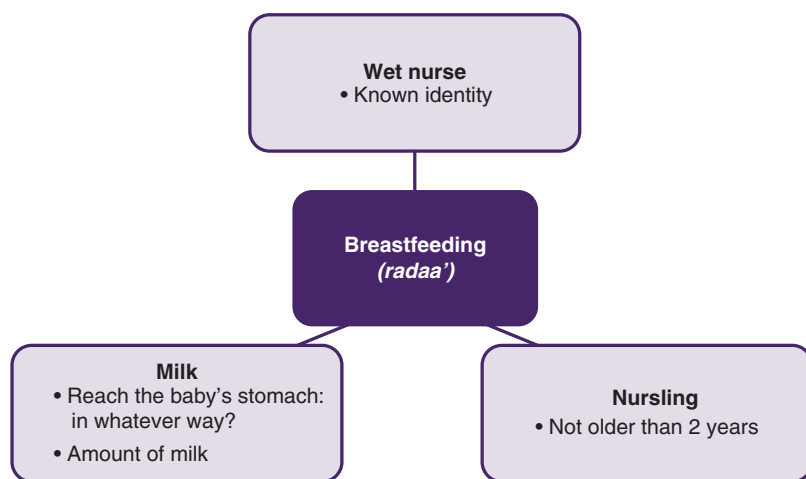 Wet nurse
• Known identity
Breastfeeding
(radaa’)
Milk
• Reach the baby’s stomach:
in whatever way?
• Amount of milk
Nursling
• Not older than 2 years